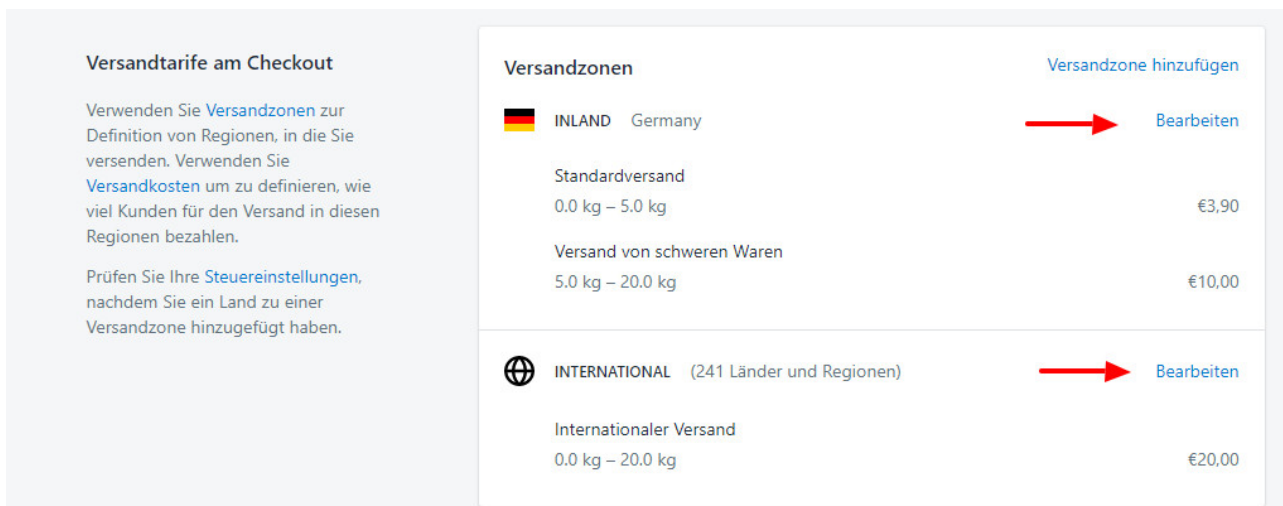 Versandtarife am Checkout
Verwenden Sie Versandzonen zur
Definition von Regionen, in die Sie
versenden. Verwenden Sie
Versandkosten um zu definieren, wie
viel Kunden für den Versand in diesen
Regionen bezahlen.
Prüfen Sie Ihre Steuereinstellungen,
nachdem Sie ein Land zu einer
Versandzone hinzugefügt haben.
Versandzonen Versandzone hinzufügen
INLAND Germany Bearbeiten
Standardversand
0.0 kg – 5.0 kg €3,90
Versand von schweren Waren
5.0 kg – 20.0 kg €10,00
INTERNATIONAL (241 Länder und Regionen) Bearbeiten
Internationaler Versand
0.0 kg – 20.0 kg €20,00